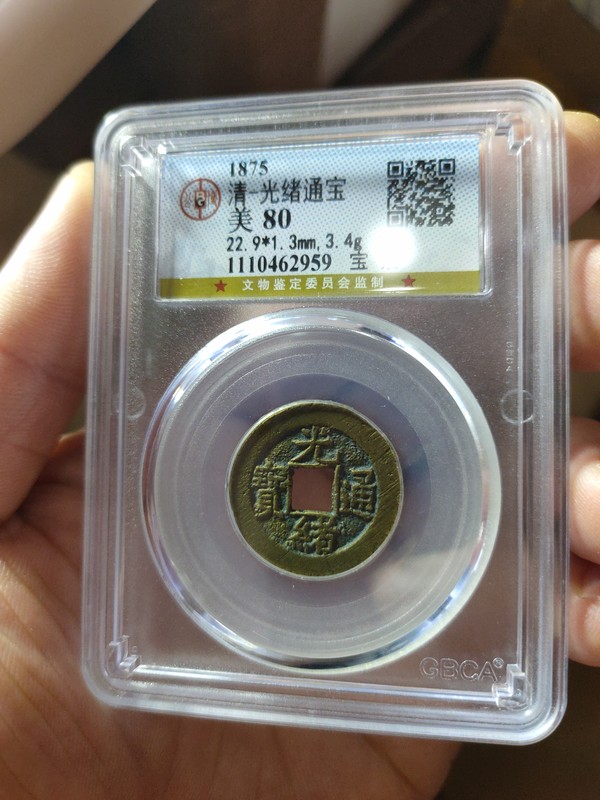 1875
清-光绪通宝
美 80
22.9*1.3mm, 3.4g
1110462959 宝
★ 文物鉴定委员会监制 ★
光
寶 通
緒
GBCA